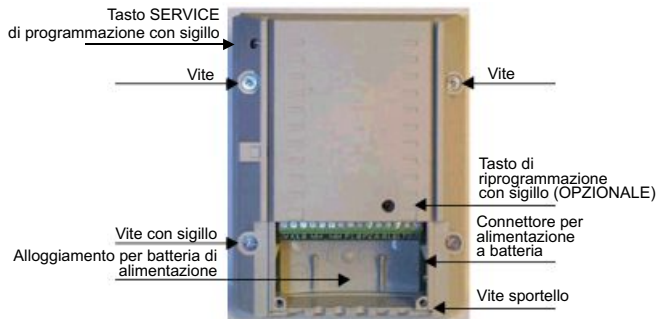 Tasto SERVICE
di programmazione con sigillo
Vite
Vite
Tasto di
riprogrammazione
con sigillo (OPZIONALE)
Vite con sigillo
Connettore per
alimentazione
a batteria
Alloggiamento per batteria di
alimentazione
Vite sportello